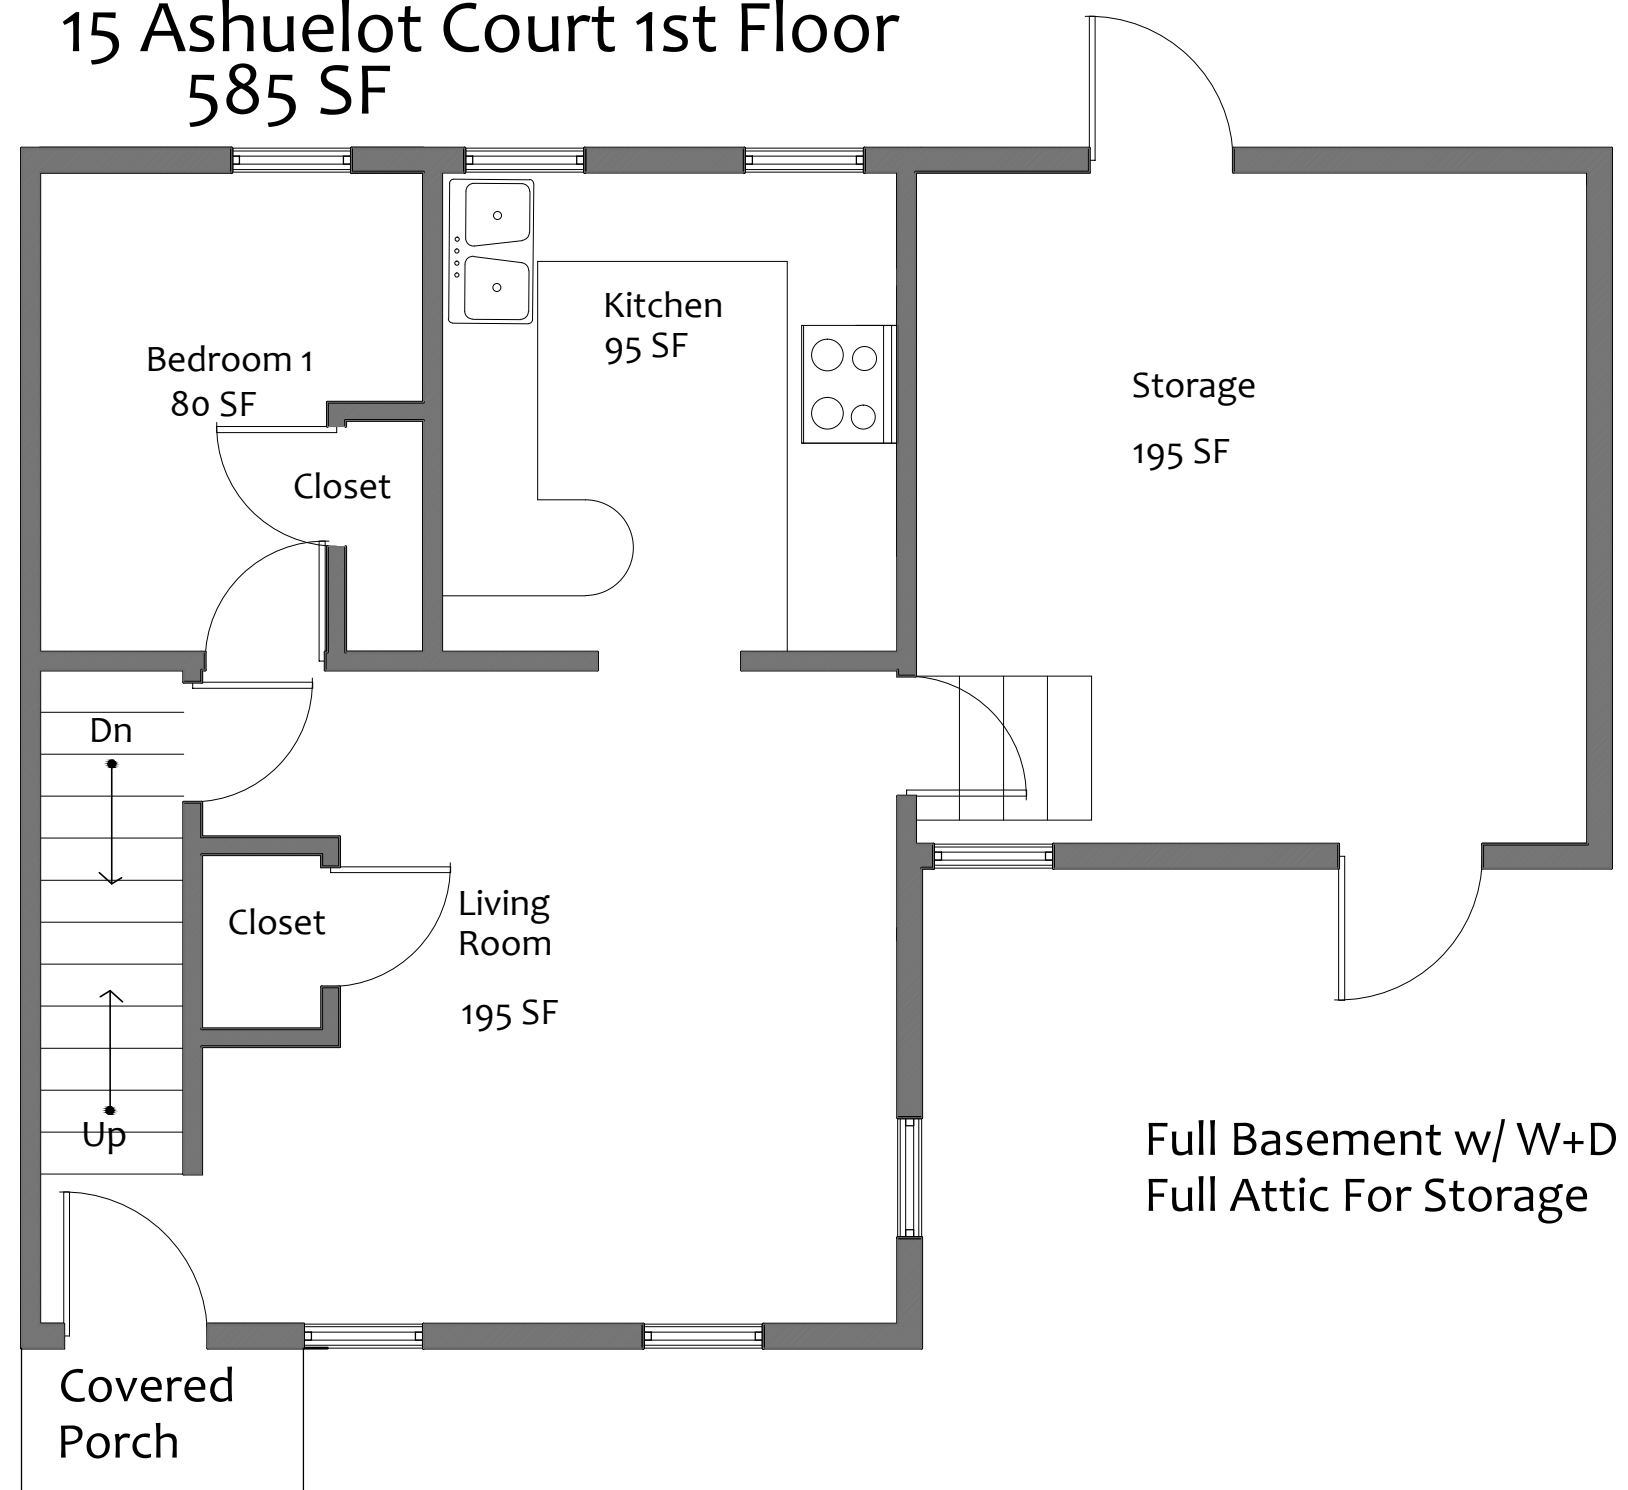 15 Ashuelot Court 1st Floor
585 SF
Bedroom 1
80 SF
Closet
Kitchen
95 SF
Storage
195 SF
Dn
Up
Closet
Living
Room
195 SF
Full Basement w/ W+D
Full Attic For Storage
Covered
Porch